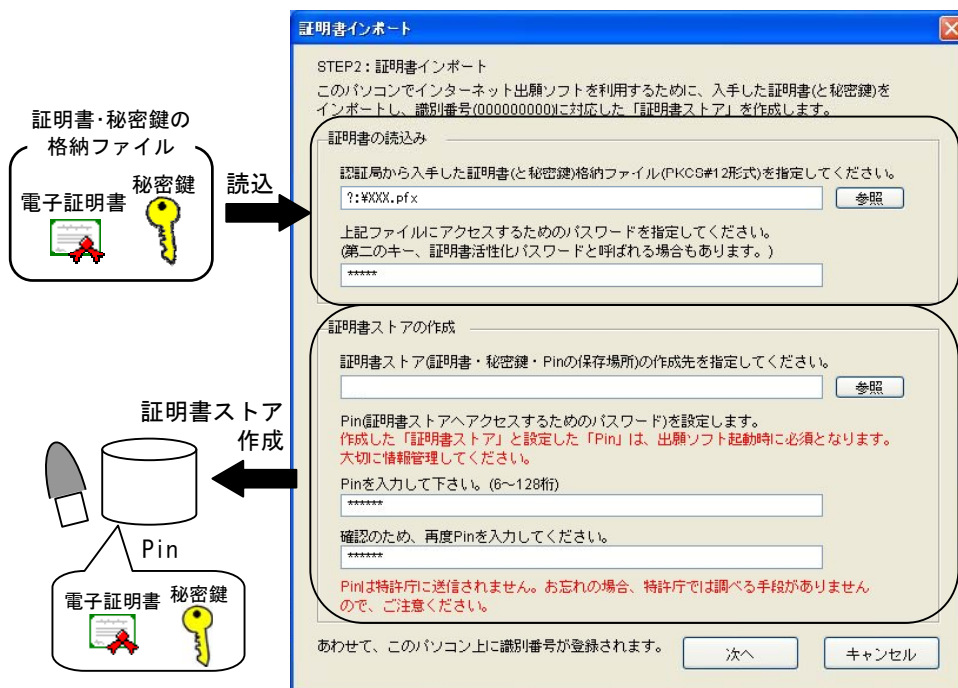 証明書インポート
STEP2：証明書インポート
このパソコンでインターネット出願ソフトを利用するために、入手した証明書(と秘密鍵)を
インポートし、識別番号(000000000)に対応した「証明書ストア」を作成します。
証明書･秘密鍵の
格納ファイル
電子証明書
秘密鍵
読込
証明書の読込み
認証局から入手した証明書(と秘密鍵)格納ファイル(PKCS#12形式)を指定してください。
?:¥XXX.pfx
参照
上記ファイルにアクセスするためのパスワードを指定してください。
(第二のキー、証明書活性化パスワードと呼ばれる場合もあります。)
*****
証明書ストアの作成
証明書ストア(証明書・秘密鍵・Pinの保存場所)の作成先を指定してください。
参照
Pin(証明書ストアへアクセスするためのパスワード)を設定します。
作成した「証明書ストア」と設定した「Pin」は、出願ソフト起動時に必須となります。
大切に情報管理してください。
Pinを入力して下さい。(6～128桁)
******
確認のため、再度Pinを入力してください。
******
Pinは特許庁に送信されません。お忘れの場合、特許庁では調べる手段がありません
ので、ご注意ください。
証明書ストア
作成
Pin
電子証明書
秘密鍵
あわせて、このパソコン上に識別番号が登録されます。
次へ
キャンセル